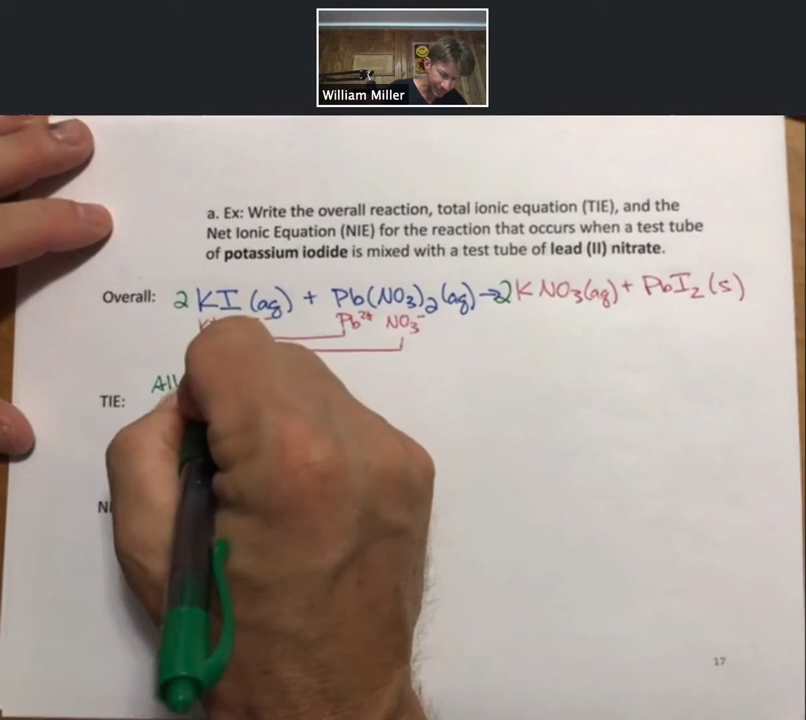 William Miller
a. Ex: Write the overall reaction, total ionic equation (TIE), and the
Net Ionic Equation (NIE) for the reaction that occurs when a test tube
of potassium iodide is mixed with a test tube of lead (II) nitrate.
Overall: 2 KI (aq) + Pb(NO₃)₂(aq) → 2 K NO₃(aq) + PbI₂(s)
Pb²⁺ NO₃⁻
All
TIE:
17